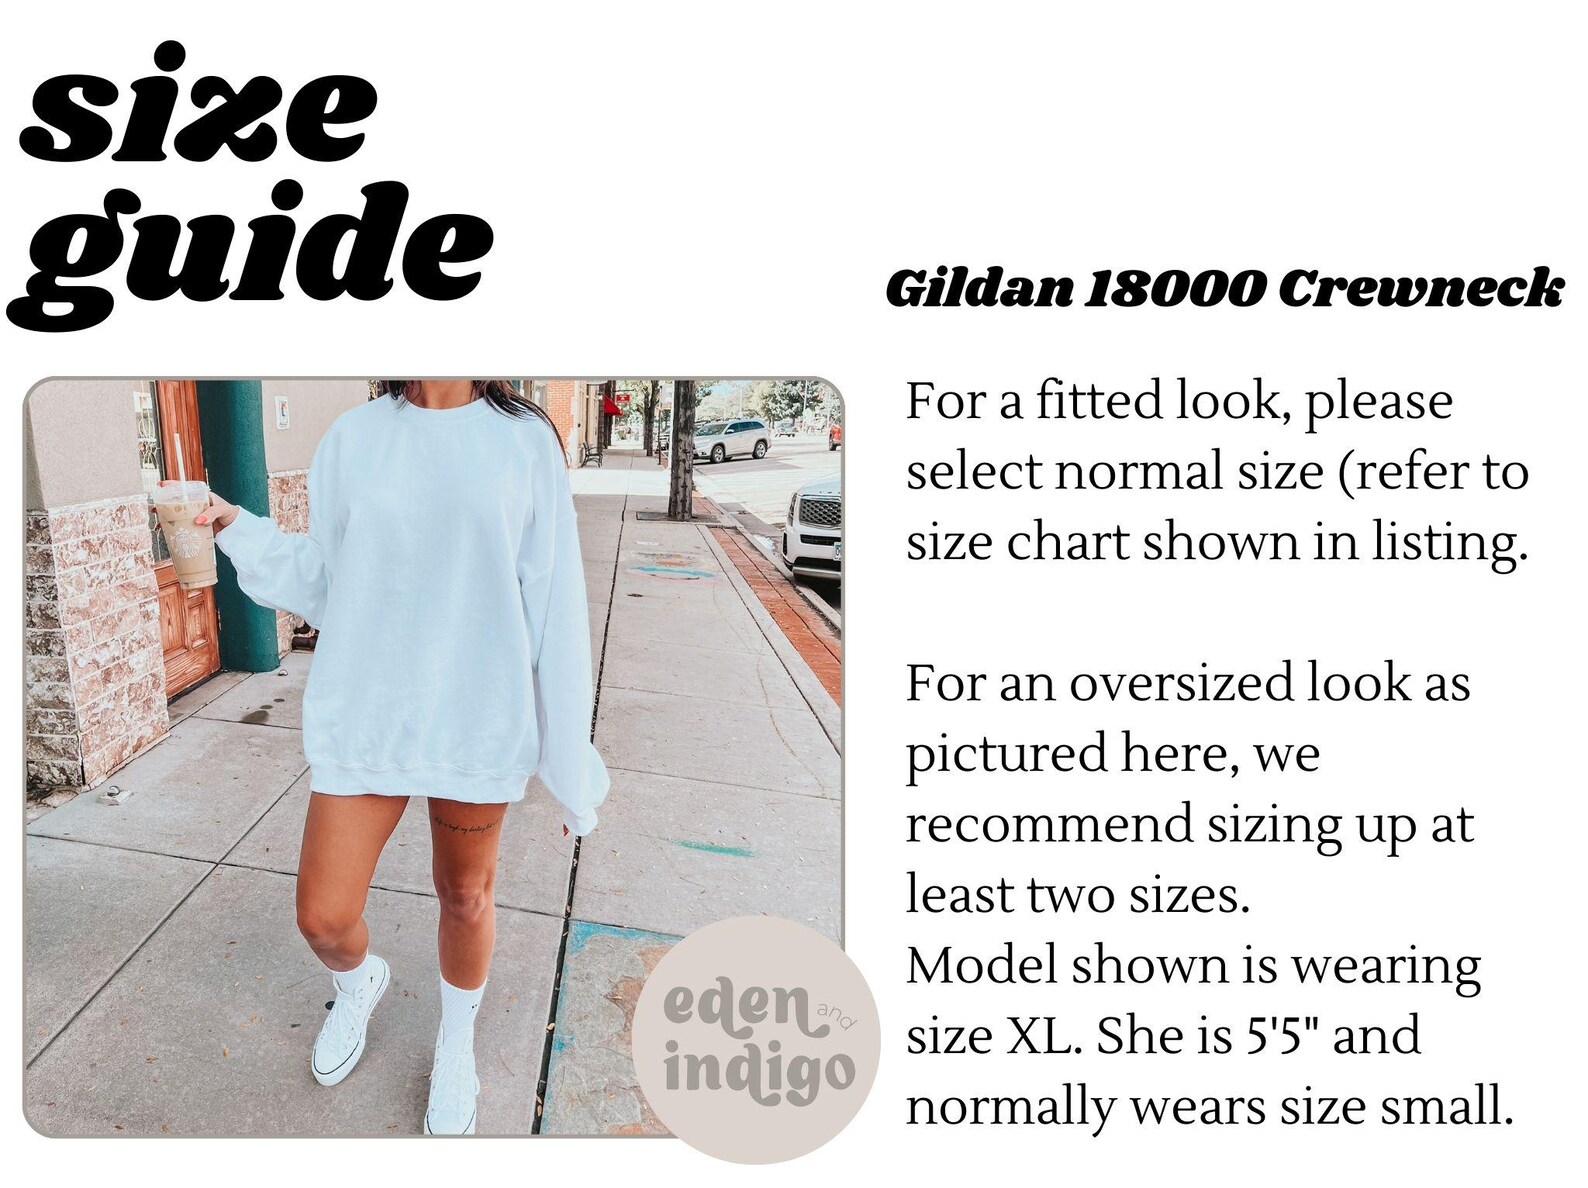 size
guide
Gildan 18000 Crewneck
For a fitted look, please
select normal size (refer to
size chart shown in listing.
For an oversized look as
pictured here, we
recommend sizing up at
least two sizes.
Model shown is wearing
size XL. She is 5'5" and
normally wears size small.
eden and
indigo